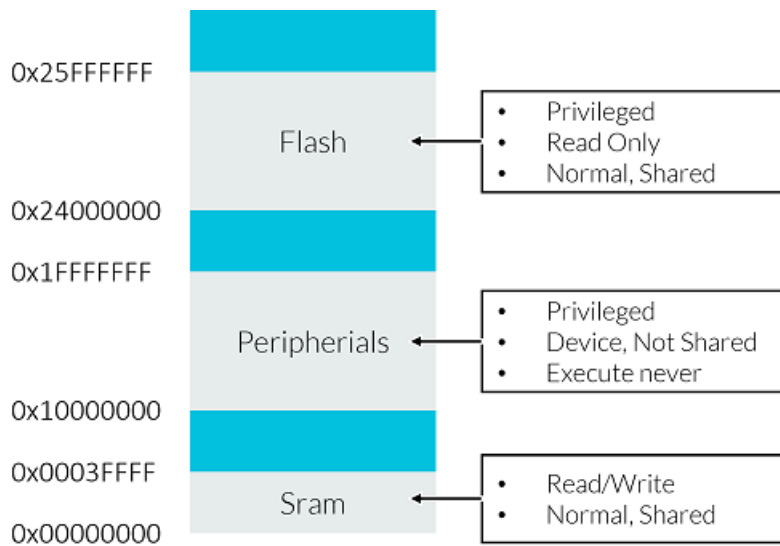 0x25FFFFFF
Flash
• Privileged
• Read Only
• Normal, Shared
0x24000000
0x1FFFFFFF
Peripherials
• Privileged
• Device, Not Shared
• Execute never
0x10000000
0x0003FFFF
Sram
• Read/Write
• Normal, Shared
0x00000000